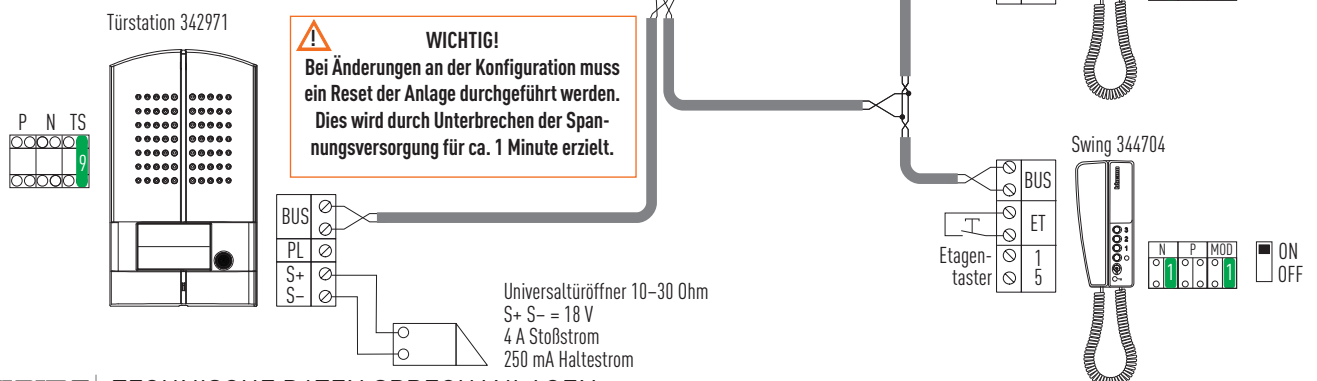 Türstation 342971
WICHTIG!
Bei Änderungen an der Konfiguration muss
ein Reset der Anlage durchgeführt werden.
Dies wird durch Unterbrechen der Span-
nungsversorgung für ca. 1 Minute erzielt.
P N TS
9
BUS
PL
S+
S−
Universaltüröffner 10–30 Ohm
S+ S− = 18 V
4 A Stoßstrom
250 mA Haltestrom
Swing 344704
BUS
ET
1
5
Etagen-
taster
3
2
1
N P MOD
1 1
ON
OFF